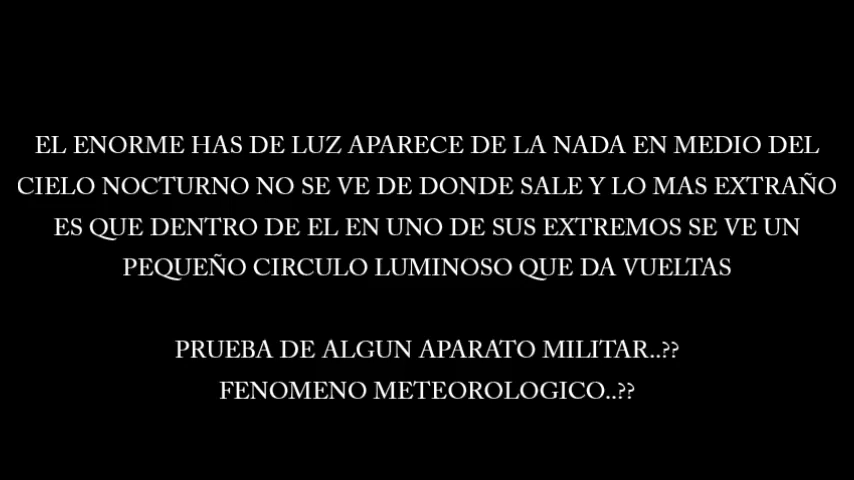 EL ENORME HAS DE LUZ APARECE DE LA NADA EN MEDIO DEL
CIELO NOCTURNO NO SE VE DE DONDE SALE Y LO MAS EXTRAÑO
ES QUE DENTRO DE EL EN UNO DE SUS EXTREMOS SE VE UN
PEQUEÑO CIRCULO LUMINOSO QUE DA VUELTAS
PRUEBA DE ALGUN APARATO MILITAR..??
FENOMENO METEOROLOGICO..??